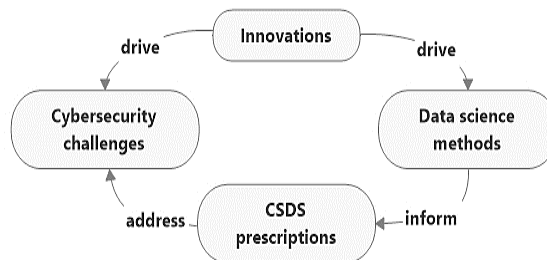 Innovations
drive
drive
Cybersecurity
challenges
Data science
methods
CSDS
prescriptions
address
inform